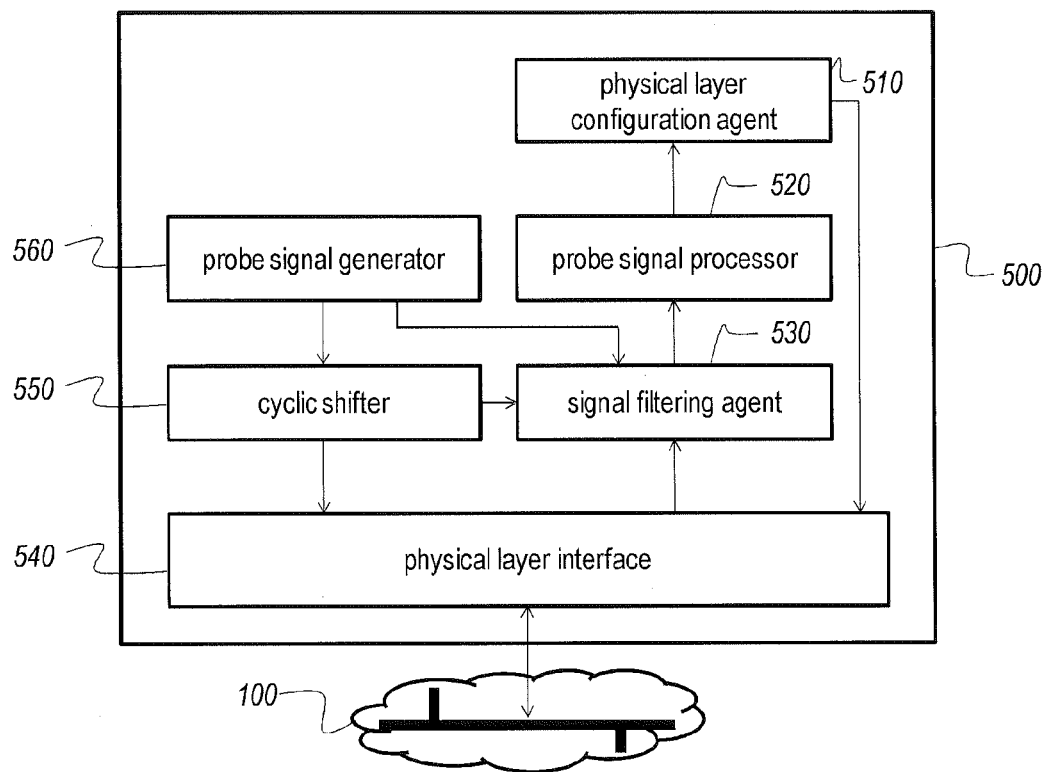 physical layer
configuration agent
510
520
560
probe signal generator
probe signal processor
500
530
550
cyclic shifter
signal filtering agent
540
physical layer interface
100